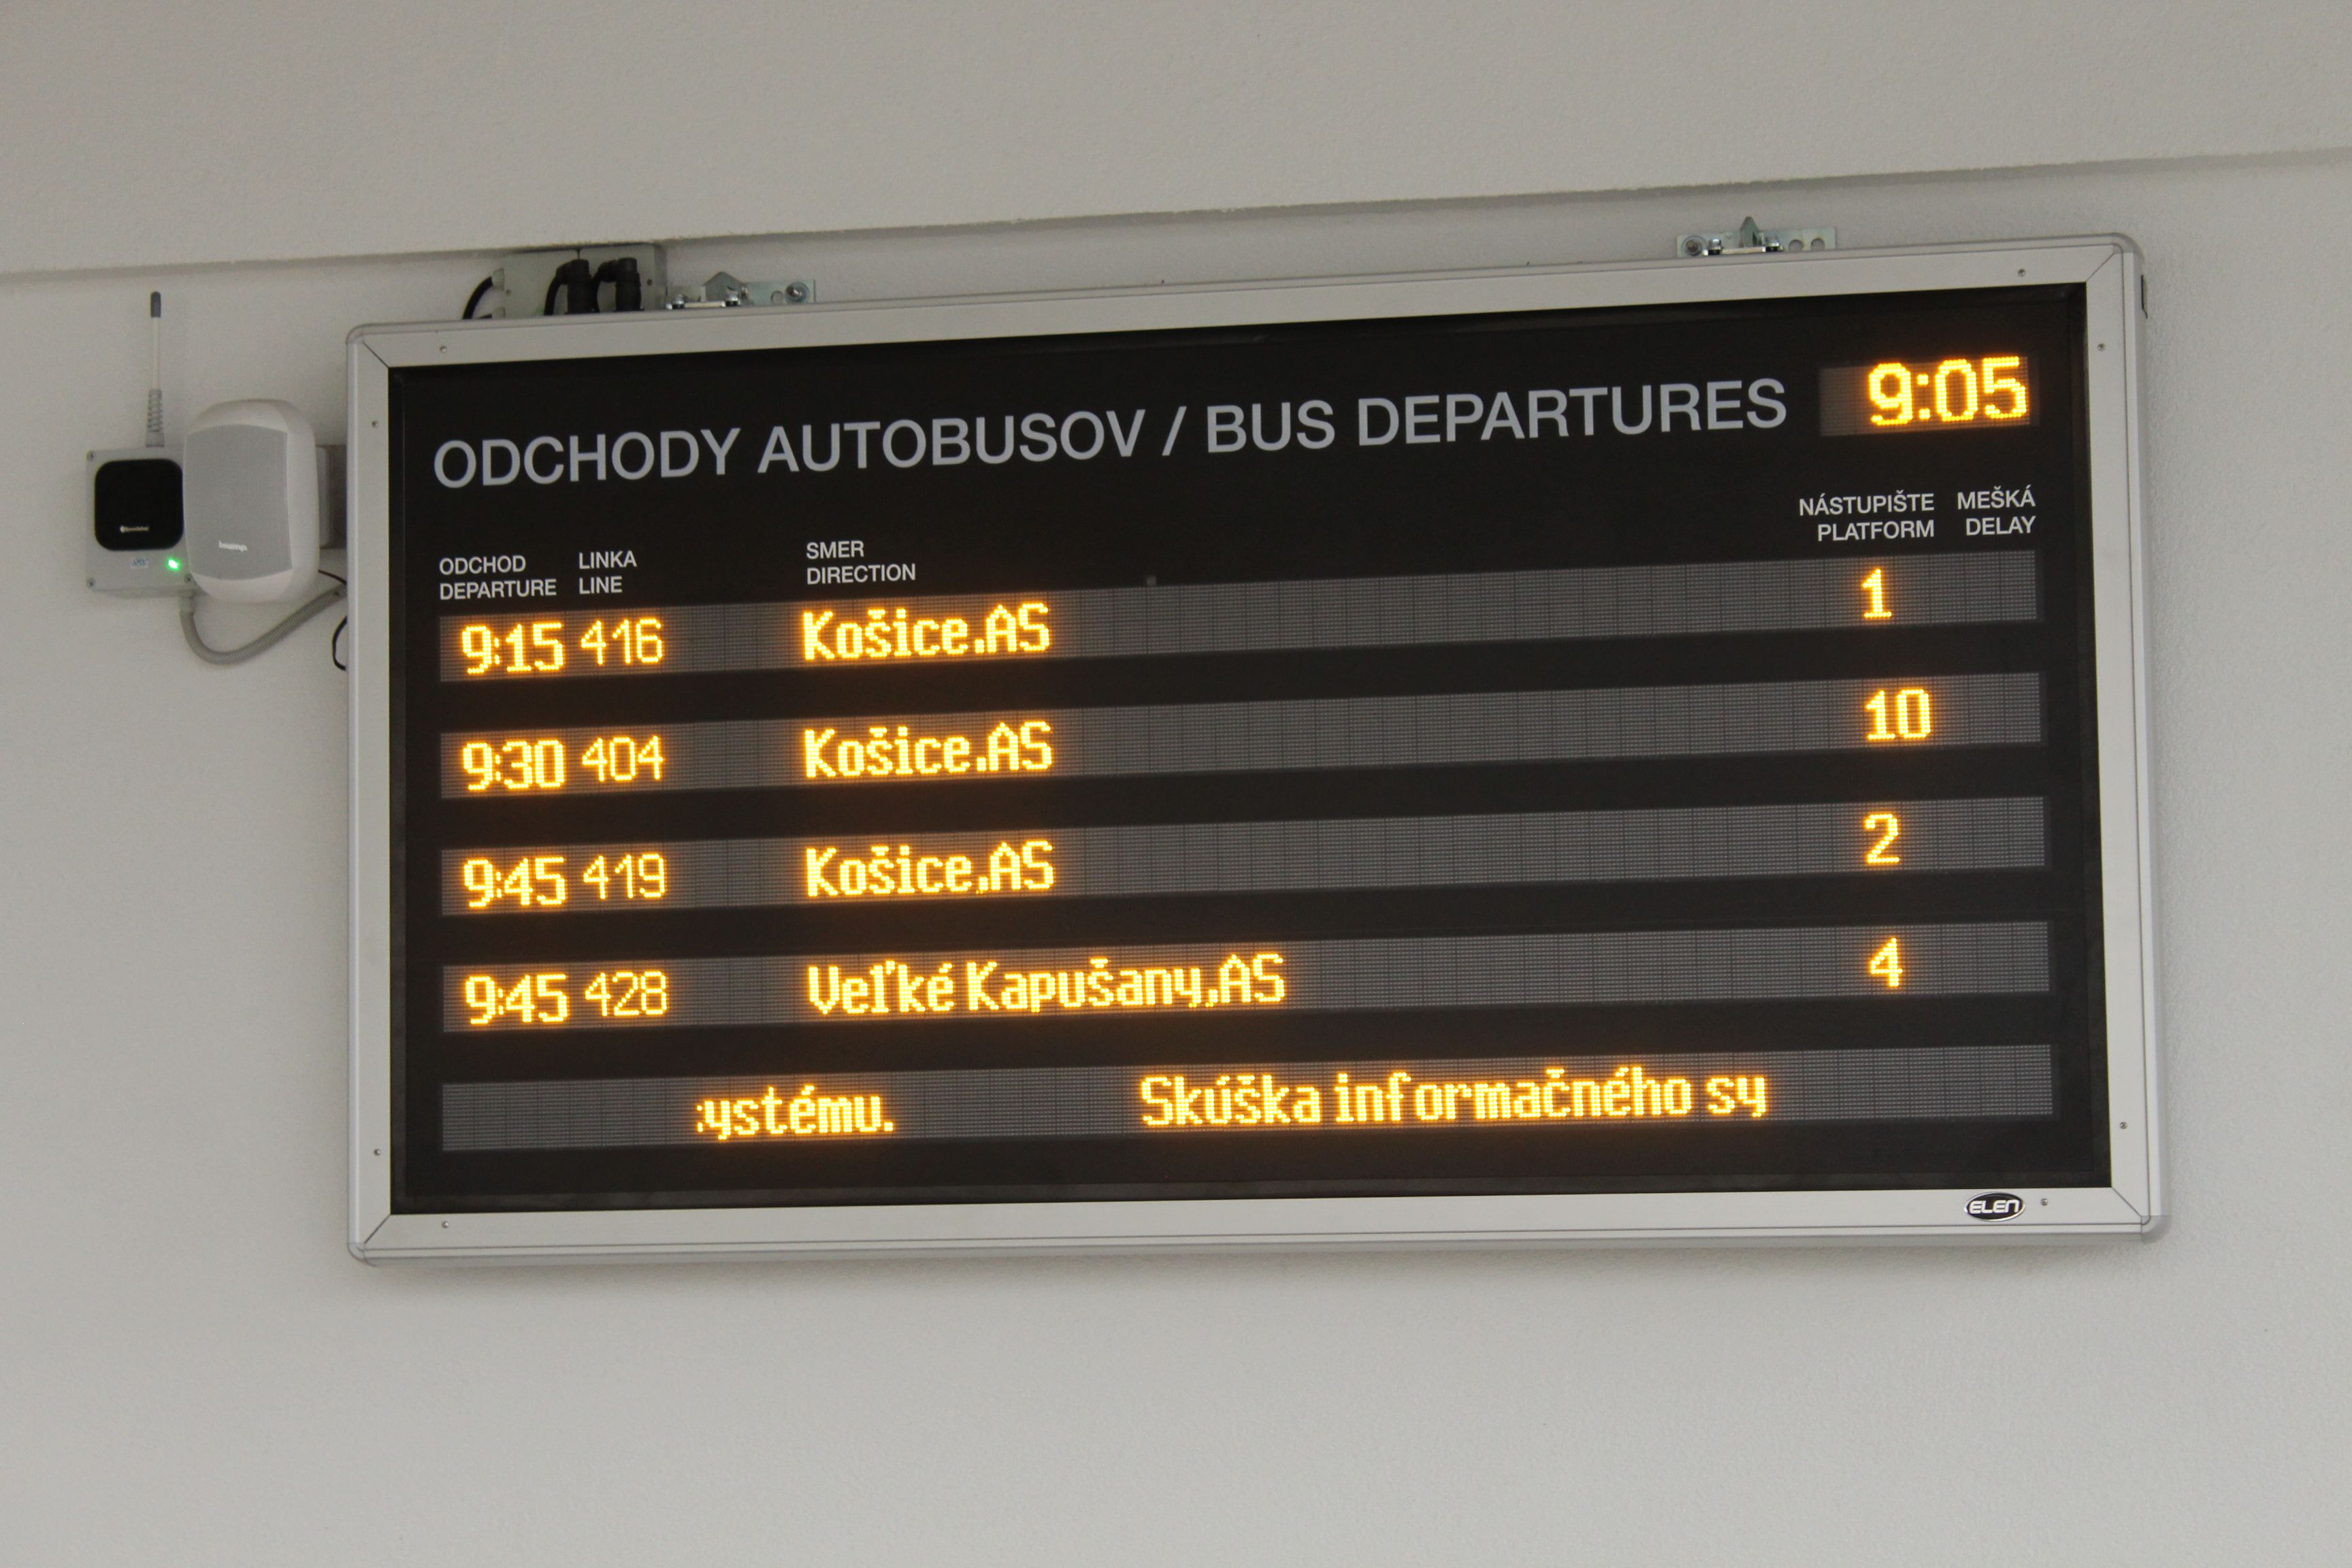 ODCHODY AUTOBUSOV / BUS DEPARTURES 9:05
ODCHOD LINKA SMER NÁSTUPIŠTE MEŠKÁ
DEPARTURE LINE DIRECTION PLATFORM DELAY
9:15 416 Košice.AS 1
9:30 404 Košice.AS 10
9:45 419 Košice,AS 2
9:45 428 Veľké Kapušany,AS 4
ystému. Skúška informačného sy
ELEN